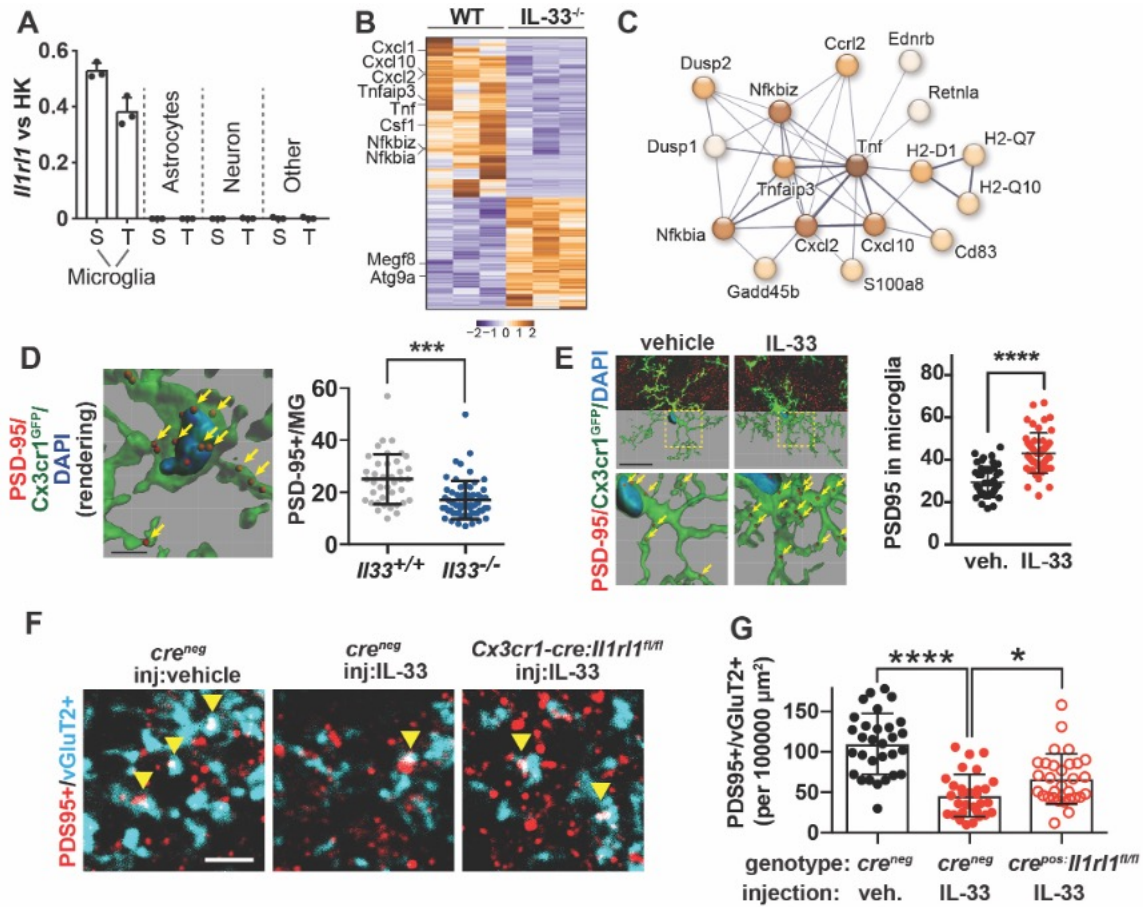 A
Il1rl1 vs HK
0.6
0.4
0.2
0
Astrocytes
Neuron
Other
S T S T S T S T
Microglia
B
WT IL-33-/-
Cxcl1
Cxcl10
Cxcl2
Tnfaip3
Tnf
Csf1
Nfkbiz
Nfkbia
Megf8
Atg9a
−2−1 0 1 2
C
Ccrl2
Ednrb
Dusp2
Nfkbiz
Retnla
Dusp1
Tnf
H2-D1
H2-Q7
Tnfaip3
H2-Q10
Nfkbia
Cxcl2
Cxcl10
Cd83
Gadd45b
S100a8
D
PSD-95/
Cx3cr1GFP/
DAPI
(rendering)
PSD-95+/MG
60
40
20
0
***
Il33+/+ Il33-/-
E
PSD-95/Cx3cr1GFP/DAPI
vehicle IL-33
PSD95 in microglia
80
60
40
20
0
****
veh. IL-33
F
PDS95+/vGluT2+
creneg
inj:vehicle
creneg
inj:IL-33
Cx3cr1-cre:Il1rl1fl/fl
inj:IL-33
G
PDS95+/vGluT2+
(per 100000 µm2)
150
100
50
0
**** *
genotype: creneg creneg crepos:Il1rl1fl/fl
injection: veh. IL-33 IL-33